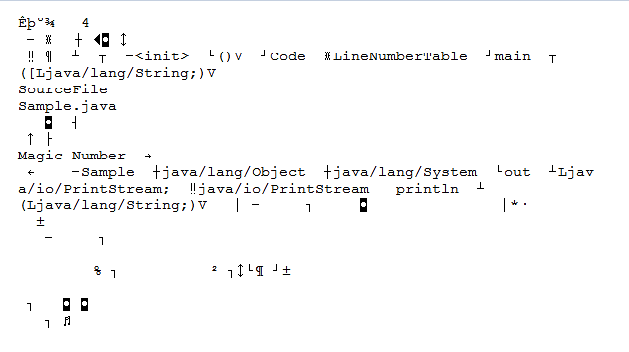 Êþº¾   4
– ¤  ┼ ◀◘ ↕
‼ ¶  ┴  ┬  –<init>  └()V  ┘Code  ¤LineNumberTable  ┘main  ┬
([Ljava/lang/String;)V
SourceFile
Sample.java
◘  ┤
↑ ├
Magic Number  →
←    –Sample  ┼java/lang/Object  ┼java/lang/System  └out  ┴Ljav
a/io/PrintStream;  ‼java/io/PrintStream   println  ┴
(Ljava/lang/String;)V   | –     ┐     ◘               |*·
±
–     ┐
% ┐          ² ┐↕└¶ ┘±
┐   ◘ ◘
┐ ♬